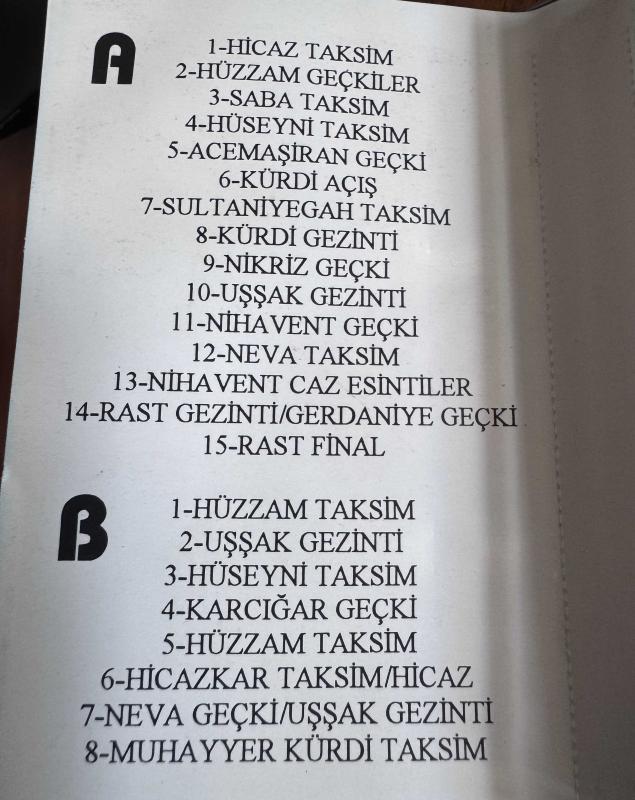 A
1-HİCAZ TAKSİM
2-HÜZZAM GEÇKİLER
3-SABA TAKSİM
4-HÜSEYNİ TAKSİM
5-ACEMAŞİRAN GEÇKİ
6-KÜRDİ AÇIŞ
7-SULTANİYEGAH TAKSİM
8-KÜRDİ GEZİNTİ
9-NİKRİZ GEÇKİ
10-UŞŞAK GEZİNTİ
11-NİHAVENT GEÇKİ
12-NEVA TAKSİM
13-NİHAVENT CAZ ESİNTİLER
14-RAST GEZİNTİ/GERDANİYE GEÇKİ
15-RAST FİNAL
B
1-HÜZZAM TAKSİM
2-UŞŞAK GEZİNTİ
3-HÜSEYNİ TAKSİM
4-KARCIĞAR GEÇKİ
5-HÜZZAM TAKSİM
6-HİCAZKAR TAKSİM/HİCAZ
7-NEVA GEÇKİ/UŞŞAK GEZİNTİ
8-MUHAYYER KÜRDİ TAKSİM